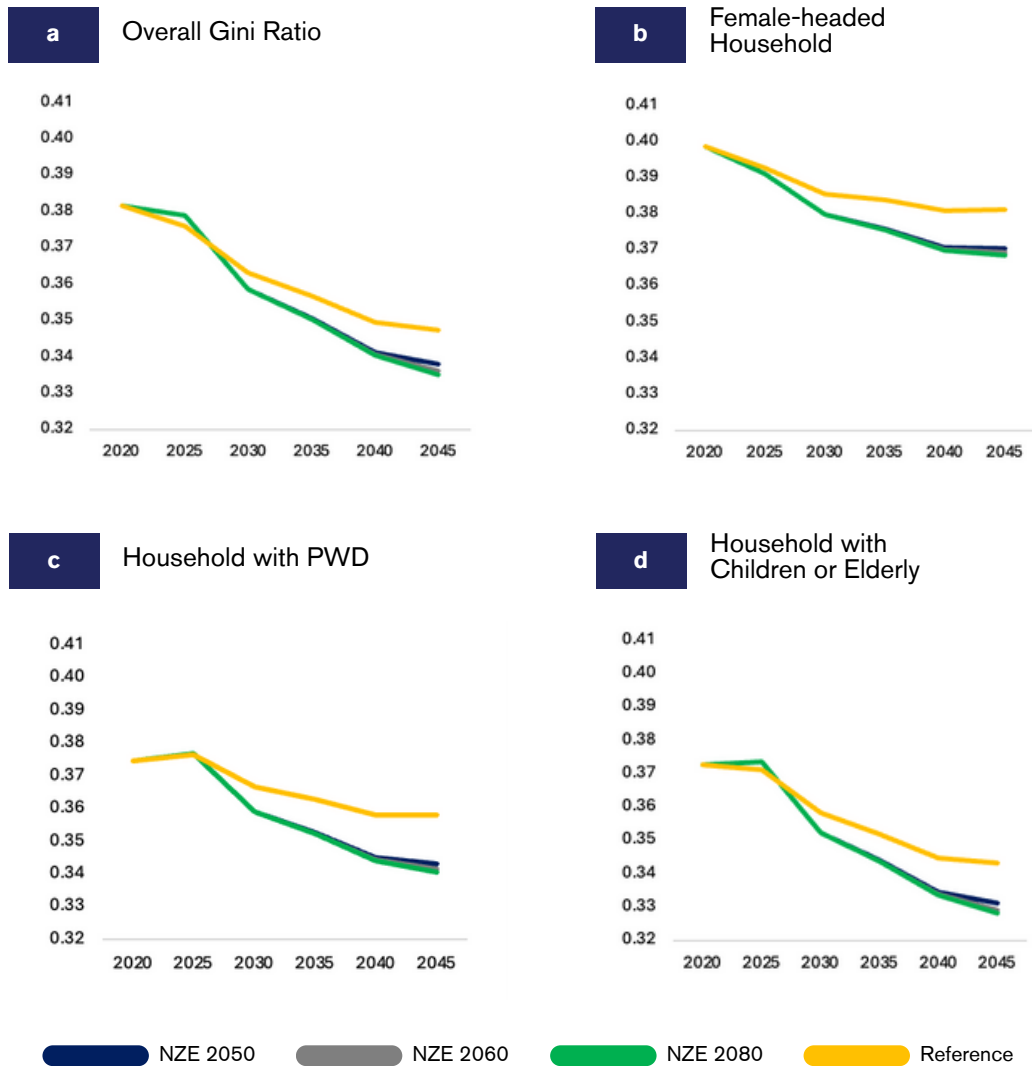 a
Overall Gini Ratio
0.41
0.40
0.39
0.38
0.37
0.36
0.35
0.34
0.33
0.32
2020 2025 2030 2035 2040 2045
b
Female-headed
Household
0.41
0.40
0.39
0.38
0.37
0.36
0.35
0.34
0.33
0.32
2020 2025 2030 2035 2040 2045
c
Household with PWD
0.41
0.40
0.39
0.38
0.37
0.36
0.35
0.34
0.33
0.32
2020 2025 2030 2035 2040 2045
d
Household with
Children or Elderly
0.41
0.40
0.39
0.38
0.37
0.36
0.35
0.34
0.33
0.32
2020 2025 2030 2035 2040 2045
NZE 2050 NZE 2060 NZE 2080 Reference